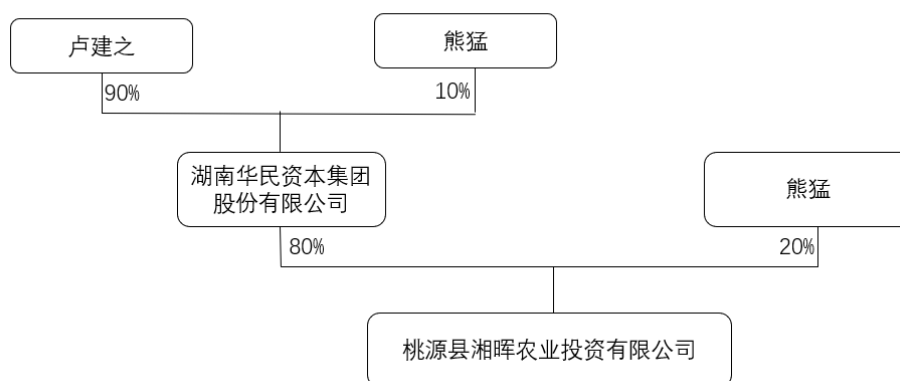 卢建之
熊猛
90%
10%
湖南华民资本集团
股份有限公司
熊猛
80%
20%
桃源县湘晖农业投资有限公司